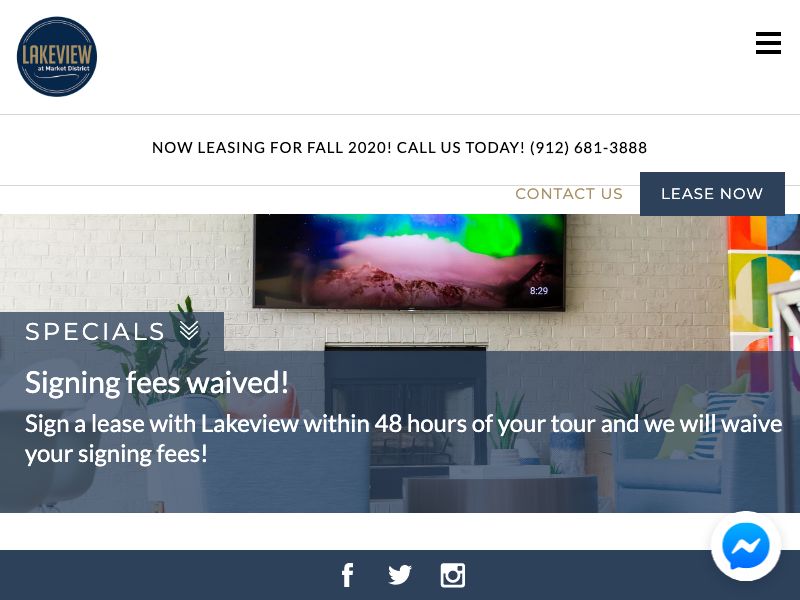 LAKEVIEW
at Market District
NOW LEASING FOR FALL 2020! CALL US TODAY! (912) 681-3888
CONTACT US
LEASE NOW
8:29
SPECIALS
Signing fees waived!
Sign a lease with Lakeview within 48 hours of your tour and we will waive
your signing fees!